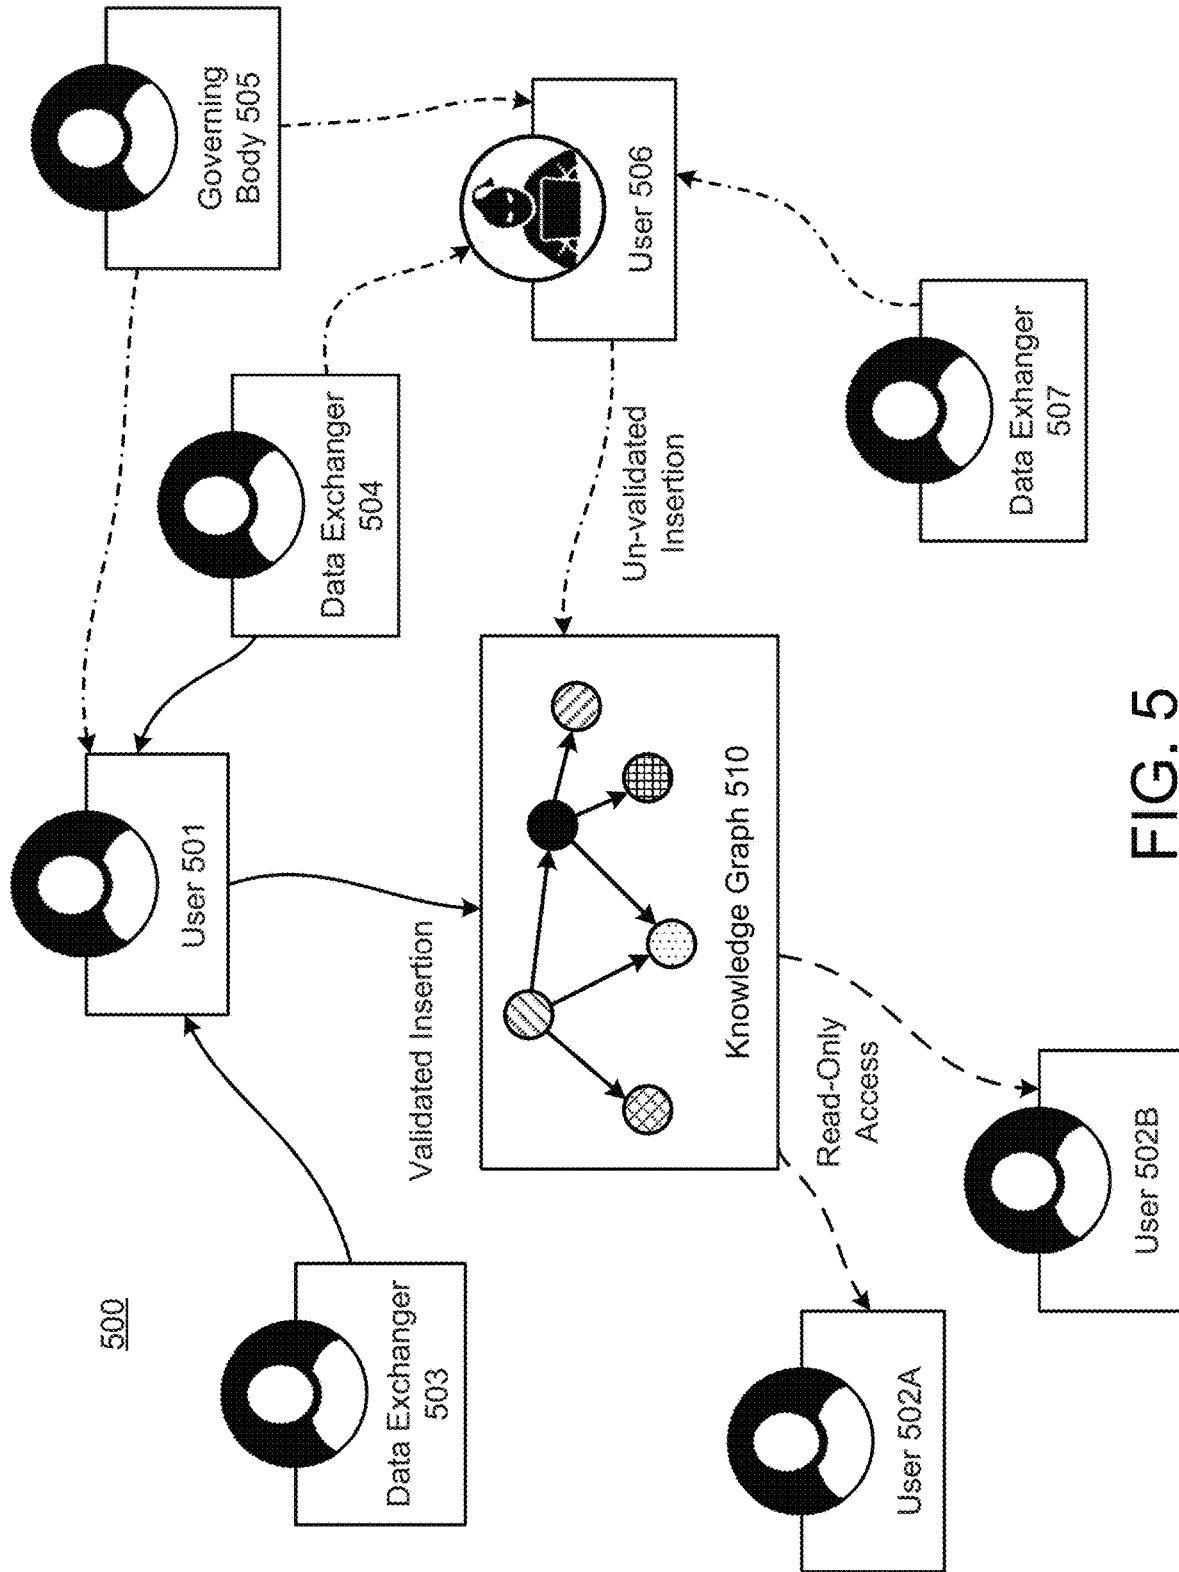 500
Data Exchanger
503
User 501
Data Exchanger
504
Governing
Body 505
Validated Insertion
Un-validated
Insertion
User 506
Knowledge Graph 510
Read-Only
Access
User 502A
User 502B
Data Exhanger
507
FIG. 5